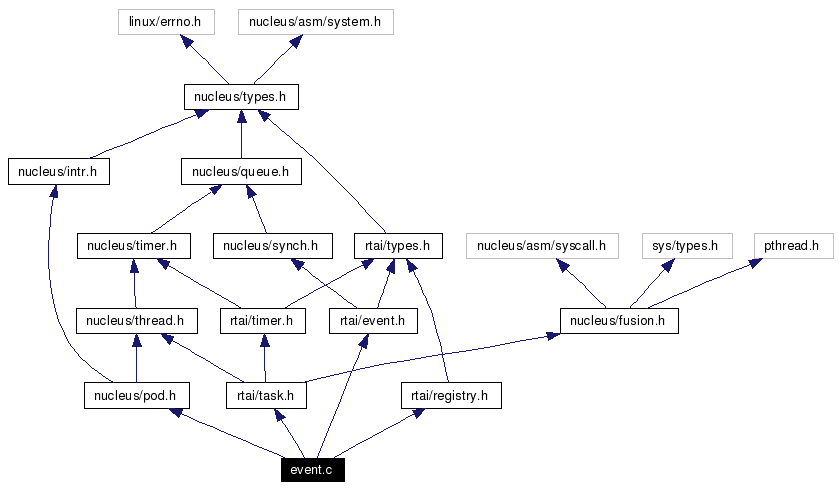 linux/errno.h
nucleus/asm/system.h
nucleus/types.h
nucleus/intr.h
nucleus/queue.h
nucleus/timer.h
nucleus/synch.h
rtai/types.h
nucleus/asm/syscall.h
sys/types.h
pthread.h
nucleus/thread.h
rtai/timer.h
rtai/event.h
nucleus/fusion.h
nucleus/pod.h
rtai/task.h
rtai/registry.h
event.c